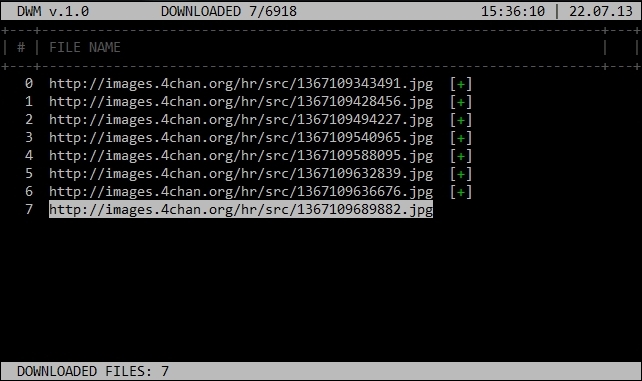 DWM v.1.0 DOWNLOADED 7/6918 15:36:10 | 22.07.13
# | FILE NAME
0 http://images.4chan.org/hr/src/1367109343491.jpg [+]
1 http://images.4chan.org/hr/src/1367109428456.jpg [+]
2 http://images.4chan.org/hr/src/1367109494227.jpg [+]
3 http://images.4chan.org/hr/src/1367109540965.jpg [+]
4 http://images.4chan.org/hr/src/1367109588095.jpg [+]
5 http://images.4chan.org/hr/src/1367109632839.jpg [+]
6 http://images.4chan.org/hr/src/1367109636676.jpg [+]
7 http://images.4chan.org/hr/src/1367109689882.jpg
DOWNLOADED FILES: 7